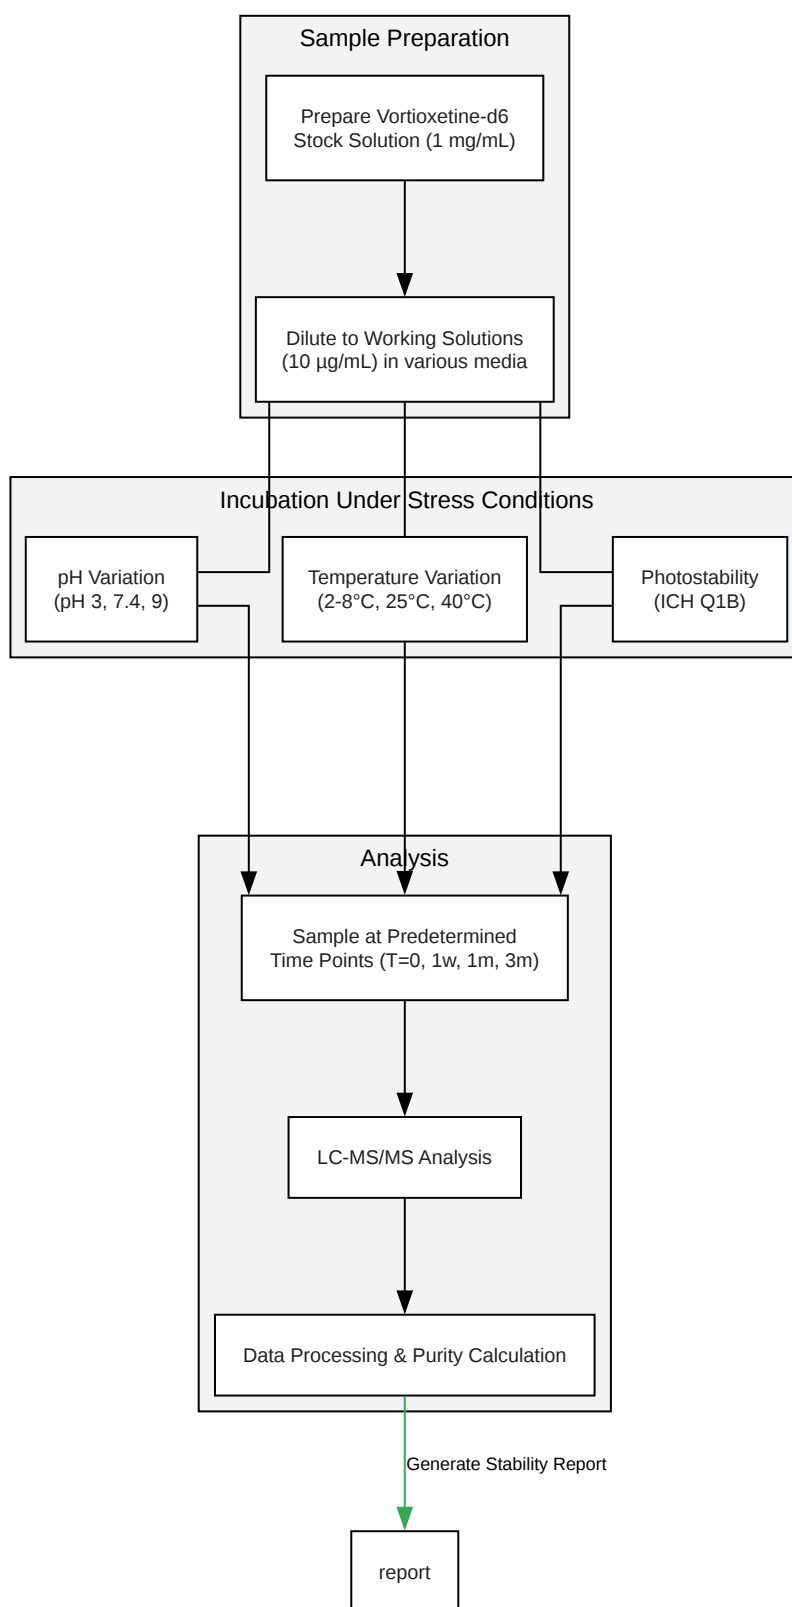 Sample Preparation
Prepare Vortioxetine-d6
Stock Solution (1 mg/mL)
Dilute to Working Solutions
(10 µg/mL) in various media
Incubation Under Stress Conditions
pH Variation
(pH 3, 7.4, 9)
Temperature Variation
(2-8°C, 25°C, 40°C)
Photostability
(ICH Q1B)
Analysis
Sample at Predetermined
Time Points (T=0, 1w, 1m, 3m)
LC-MS/MS Analysis
Data Processing & Purity Calculation
Generate Stability Report
report